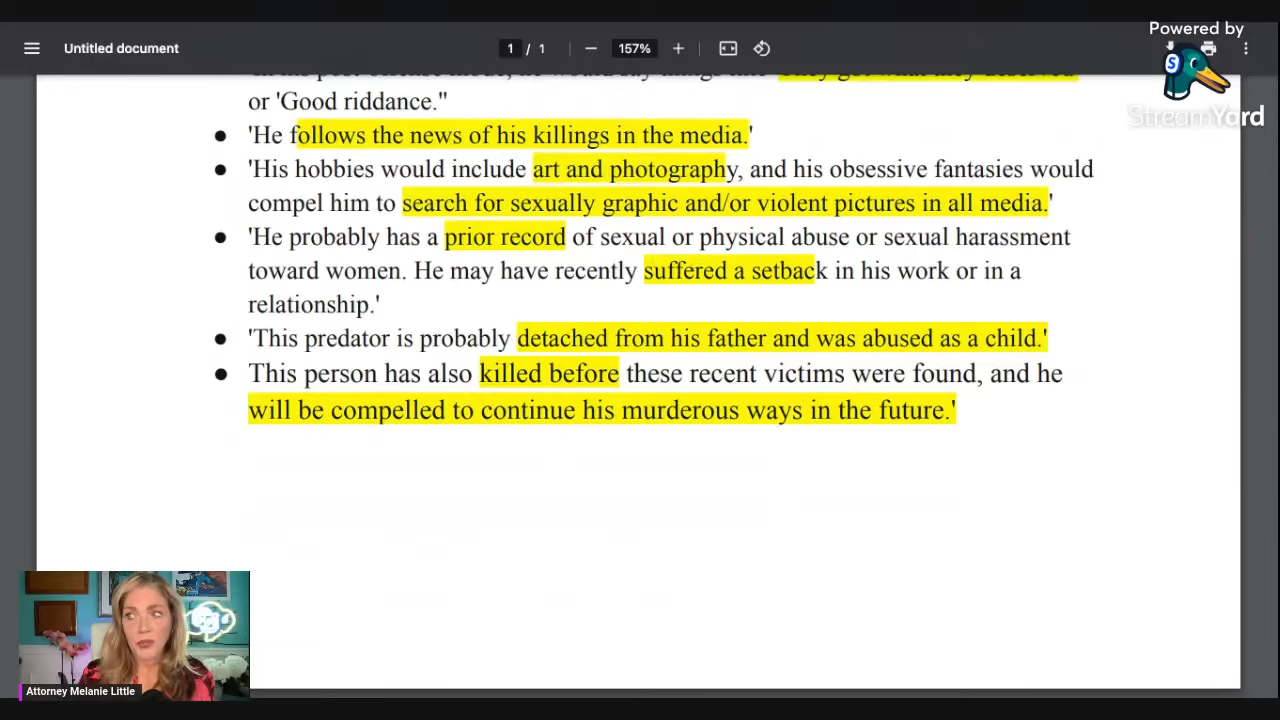 Powered by
Untitled document
1 / 1
157%
S
StreamYard
or 'Good riddance."
● 'He follows the news of his killings in the media.'
● 'His hobbies would include art and photography, and his obsessive fantasies would
compel him to search for sexually graphic and/or violent pictures in all media.'
● 'He probably has a prior record of sexual or physical abuse or sexual harassment
toward women. He may have recently suffered a setback in his work or in a
relationship.'
● 'This predator is probably detached from his father and was abused as a child.'
● This person has also killed before these recent victims were found, and he
will be compelled to continue his murderous ways in the future.'
Attorney Melanie Little